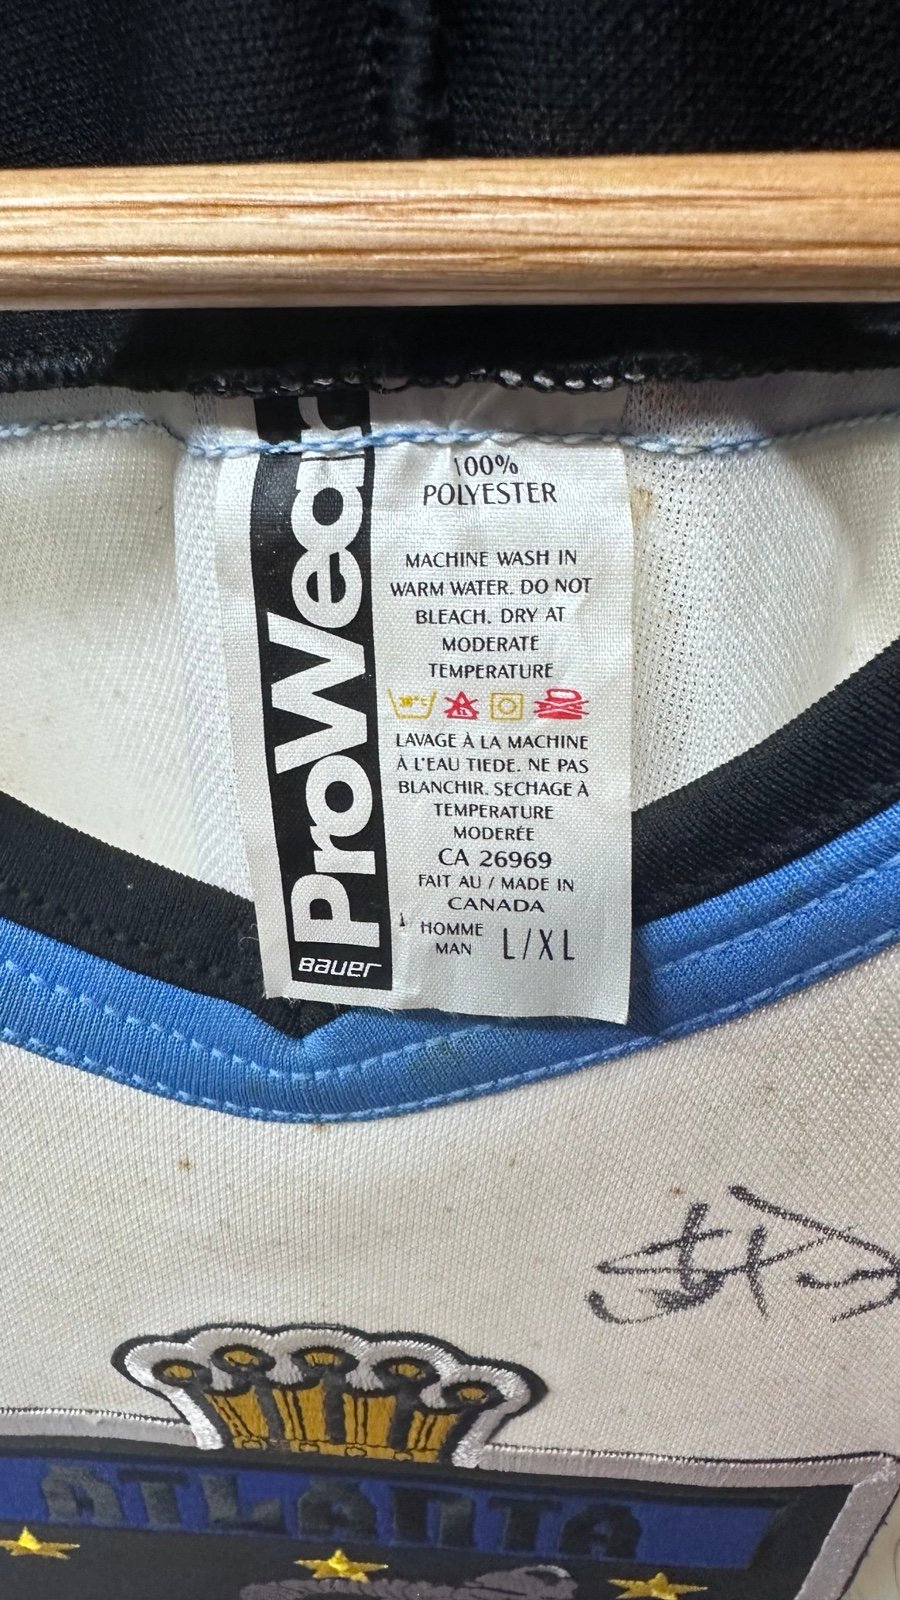 ProWear
Bauer
100%
POLYESTER
MACHINE WASH IN
WARM WATER. DO NOT
BLEACH. DRY AT
MODERATE
TEMPERATURE
LAVAGE À LA MACHINE
À L'EAU TIEDE. NE PAS
BLANCHIR. SECHAGE À
TEMPERATURE
MODERÉE
CA 26969
FAIT AU / MADE IN
CANADA
HOMME
MAN L/XL
ATLANTA